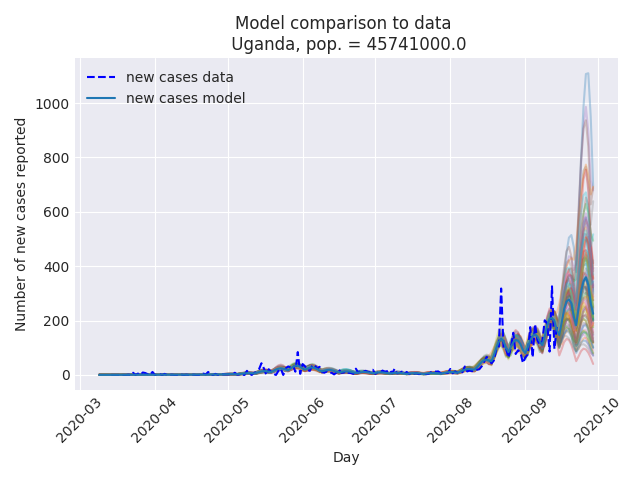 Model comparison to data
Uganda, pop. = 45741000.0
new cases data
new cases model
Number of new cases reported
1000
800
600
400
200
0
2020-03
2020-04
2020-05
2020-06
2020-07
2020-08
2020-09
2020-10
Day